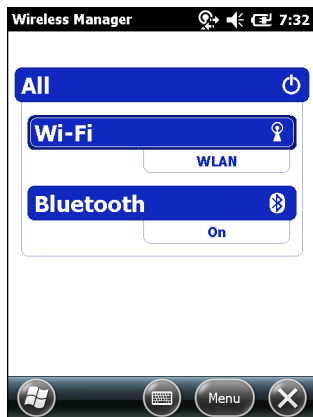 Wireless Manager 7:32
All
Wi-Fi
WLAN
Bluetooth
On
Menu